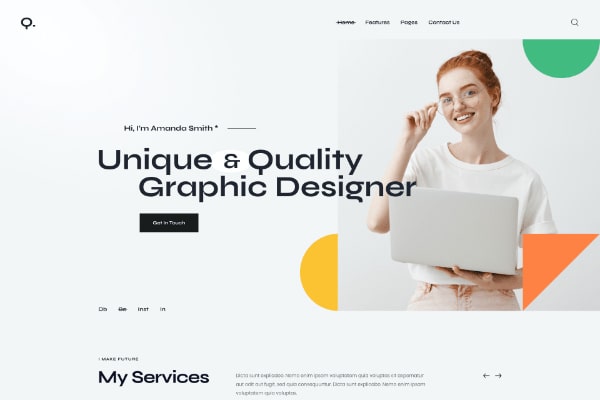 Q.
Home Features Pages Contact Us
Hi, I'm Amanda Smith *
Unique & Quality
Graphic Designer
Get In Touch
Db Be Inst In
! MAKE FUTURE
My Services
Dicta sunt explicabo. Nemo enim ipsam voluptatem quia voluptas sit aspernatur
aut odit aut fugit, sed quia consequuntur. Dicta sunt explicabo. Nemo enim ipsam
voluptatem quia voluptas.